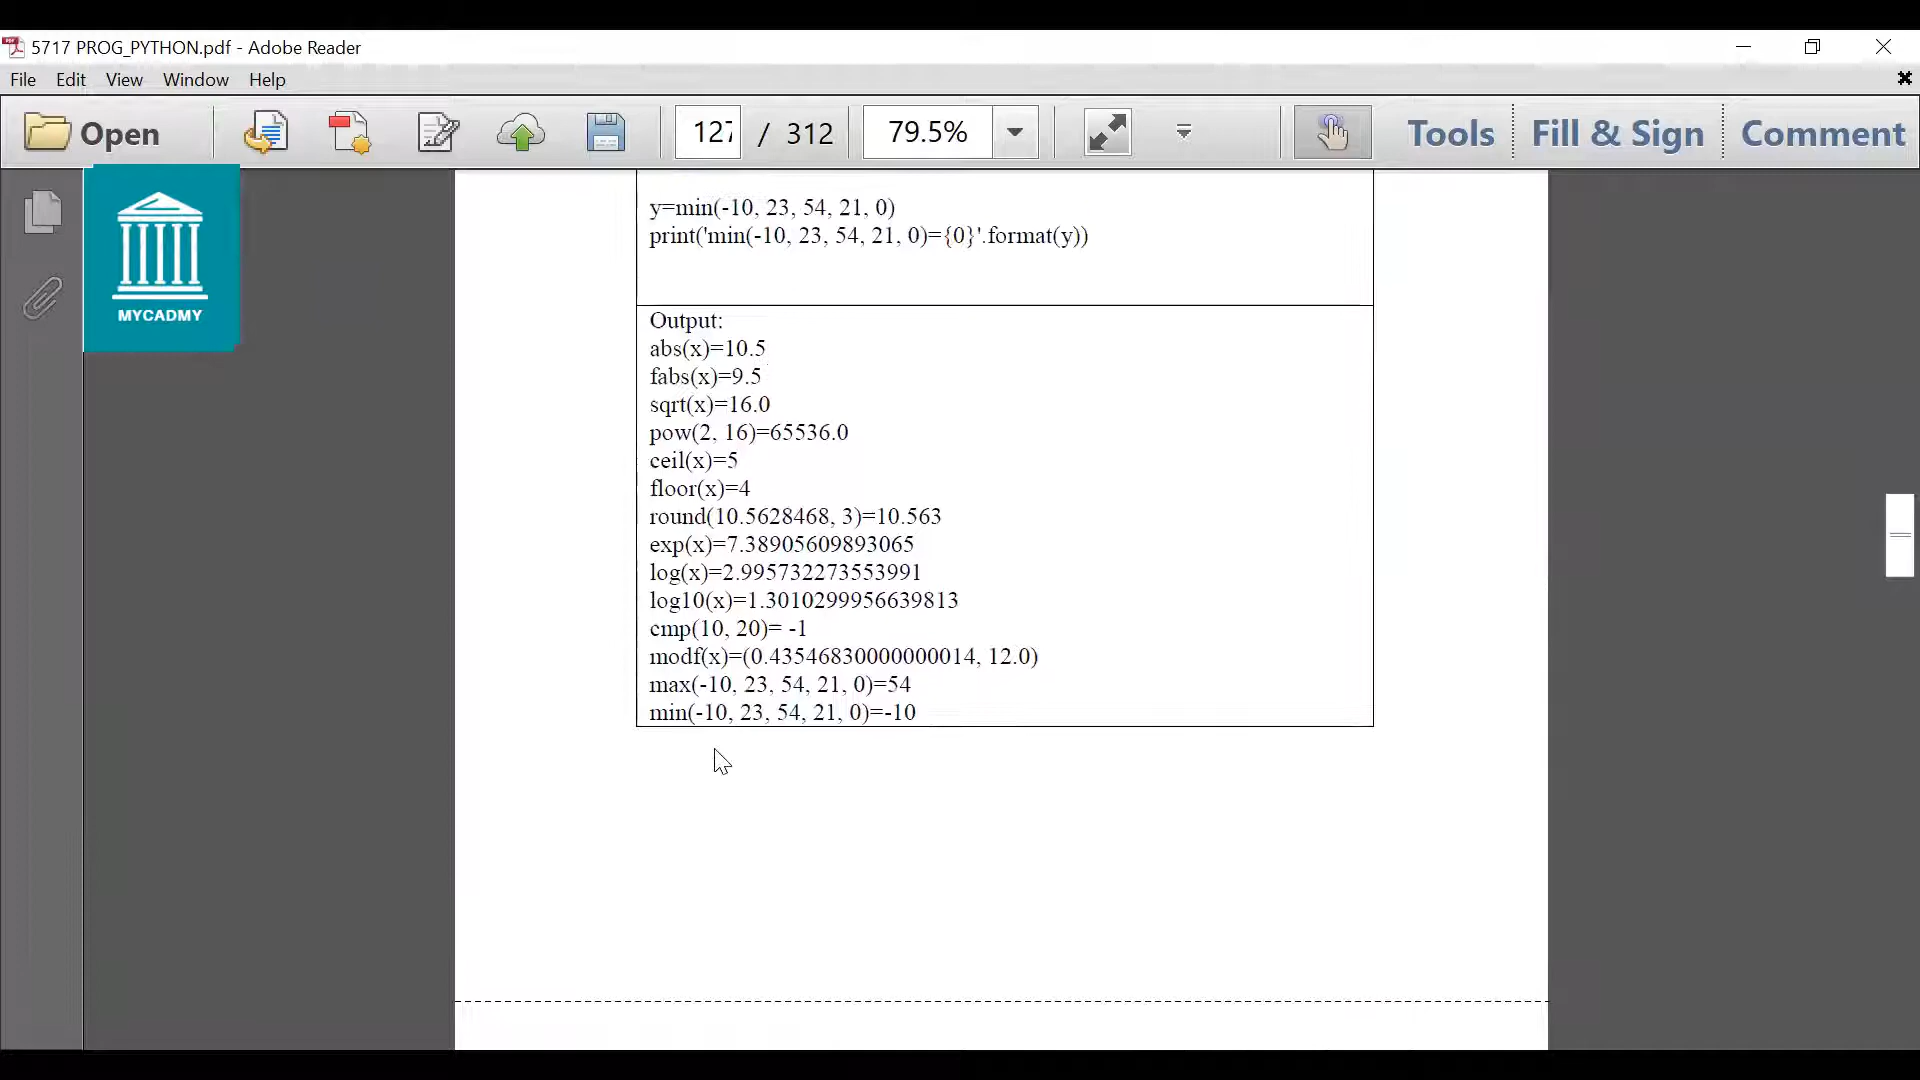 5717 PROG_PYTHON.pdf - Adobe Reader
File Edit View Window Help
Open 127 / 312 79.5% Tools Fill & Sign Comment
MYCADMY
y=min(-10, 23, 54, 21, 0)
print('min(-10, 23, 54, 21, 0)={0}'.format(y))
Output:
abs(x)=10.5
fabs(x)=9.5
sqrt(x)=16.0
pow(2, 16)=65536.0
ceil(x)=5
floor(x)=4
round(10.5628468, 3)=10.563
exp(x)=7.38905609893065
log(x)=2.995732273553991
log10(x)=1.3010299956639813
cmp(10, 20)= -1
modf(x)=(0.43546830000000014, 12.0)
max(-10, 23, 54, 21, 0)=54
min(-10, 23, 54, 21, 0)=-10